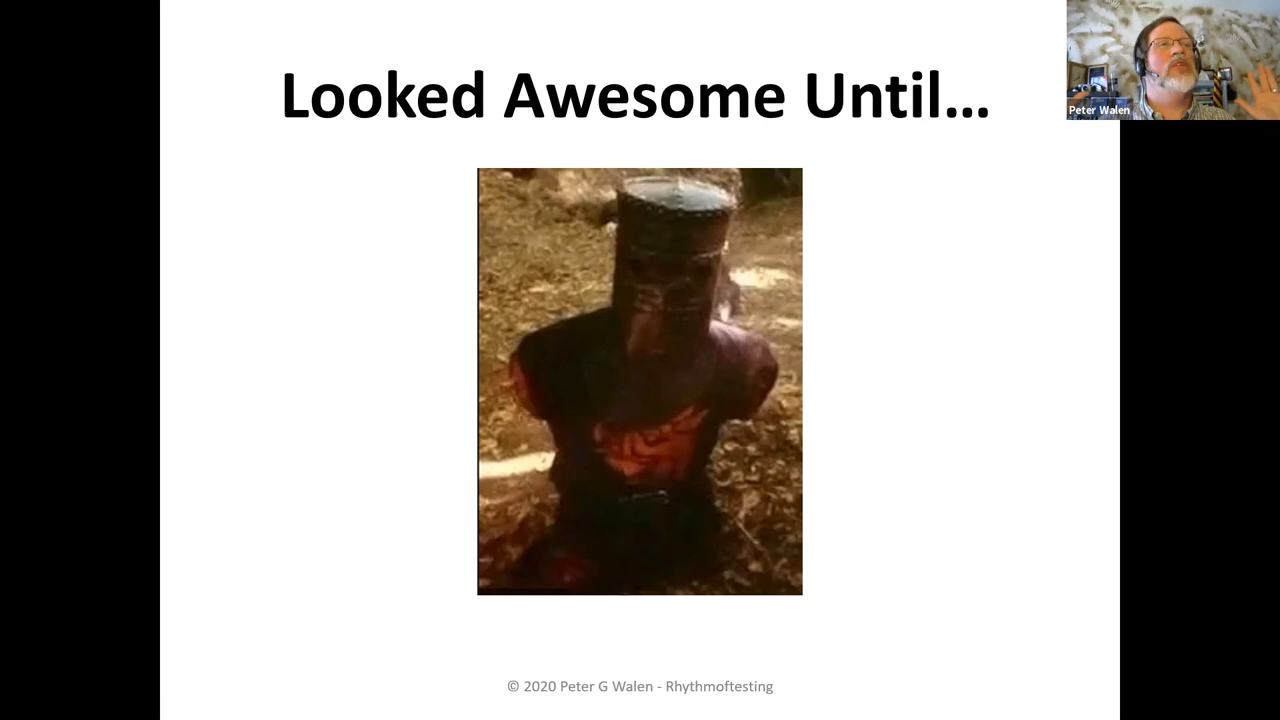 Looked Awesome Until...
Peter Walen
© 2020 Peter G Walen - Rhythmoftesting